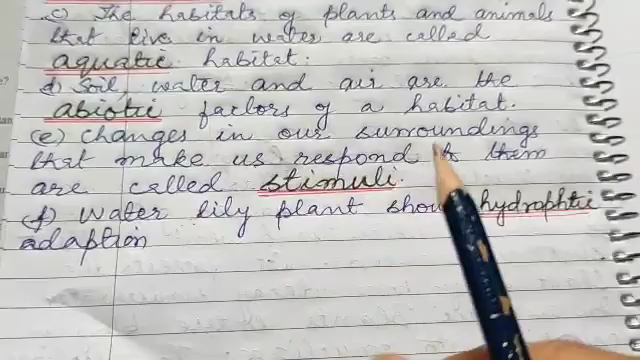 c) The habitats of plants and animals
that live in water are called
aquatic habitat.
d) Soil, water and air are the
abiotic factors of a habitat.
(e) Changes in our surroundings
that make us respond to them
are called stimuli.
(f) Water lily plant show hydrophtic
adaption